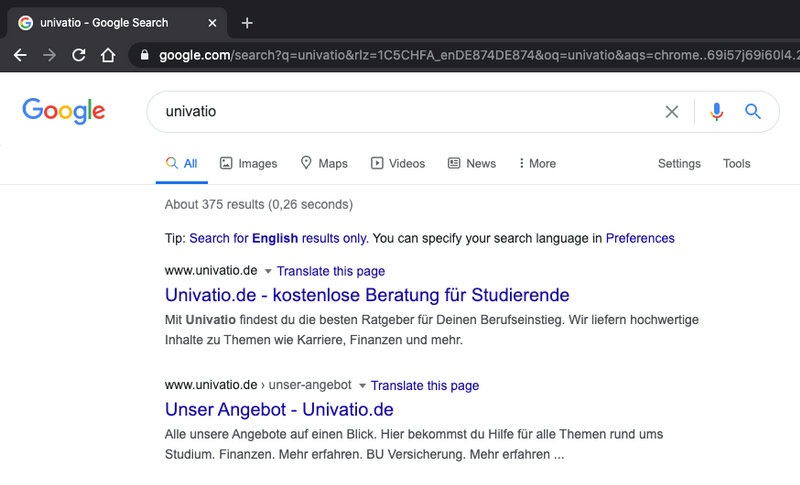 univatio - Google Search
google.com/search?q=univatio&rlz=1C5CHFA_enDE874DE874&oq=univatio&aqs=chrome..69i57j69i60l4.2
Google
univatio
All Images Maps Videos News More Settings Tools
About 375 results (0,26 seconds)
Tip: Search for English results only. You can specify your search language in Preferences
www.univatio.de Translate this page
Univatio.de - kostenlose Beratung für Studierende
Mit Univatio findest du die besten Ratgeber für Deinen Berufseinstieg. Wir liefern hochwertige
Inhalte zu Themen wie Karriere, Finanzen und mehr.
www.univatio.de › unser-angebot Translate this page
Unser Angebot - Univatio.de
Alle unsere Angebote auf einen Blick. Hier bekommst du Hilfe für alle Themen rund ums
Studium. Finanzen. Mehr erfahren. BU Versicherung. Mehr erfahren ...